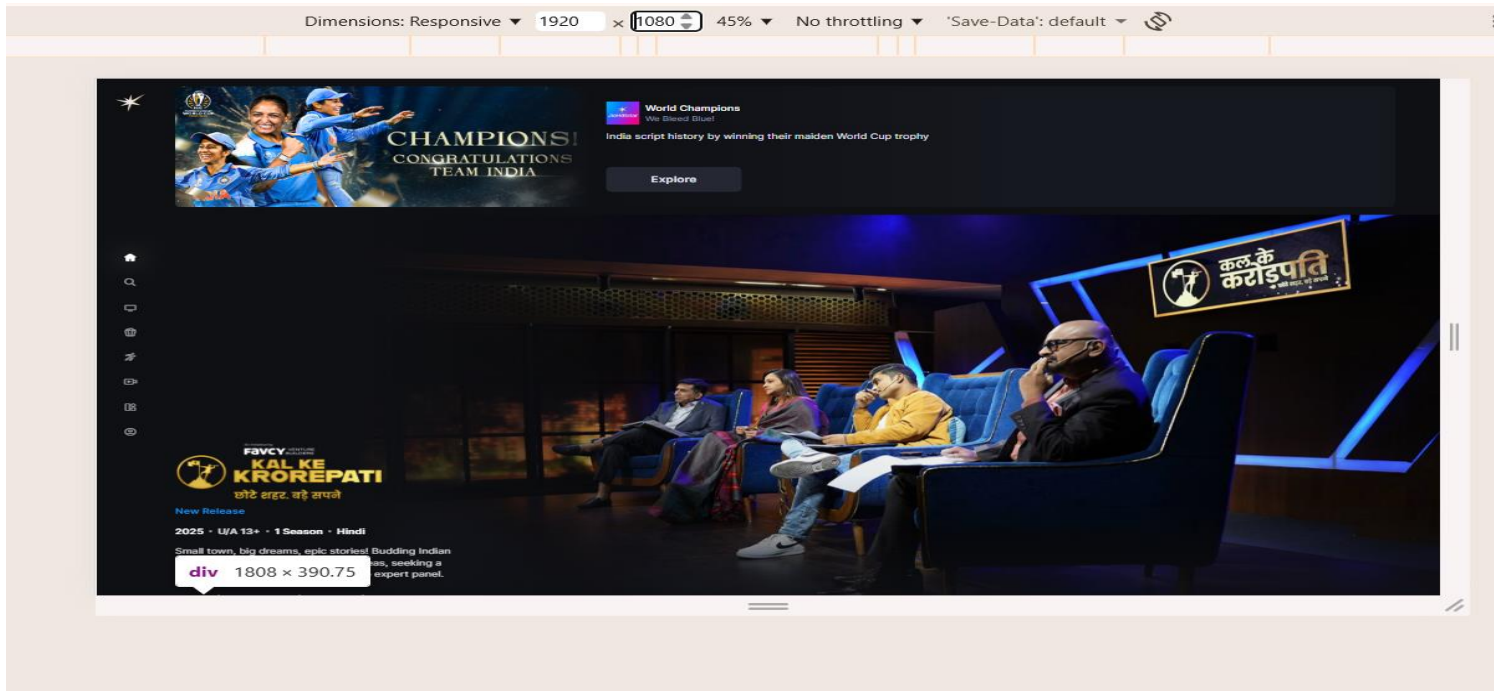 Dimensions: Responsive 1920 × 1080 45% No throttling 'Save-Data': default
CHAMPIONS!
CONGRATULATIONS
TEAM INDIA
World Champions
We Bleed Blue!
India script history by winning their maiden World Cup trophy
Explore
कल के
करोड़पति
FAVCY VENTURE
KAL KE
KROREPATI
छोटे शहर. बड़े सपने
New Release
2025 • U/A 13+ • 1 Season • Hindi
Small town, big dreams, epic stories! Budding Indian
eas, seeking a
expert panel.
div 1808 × 390.75